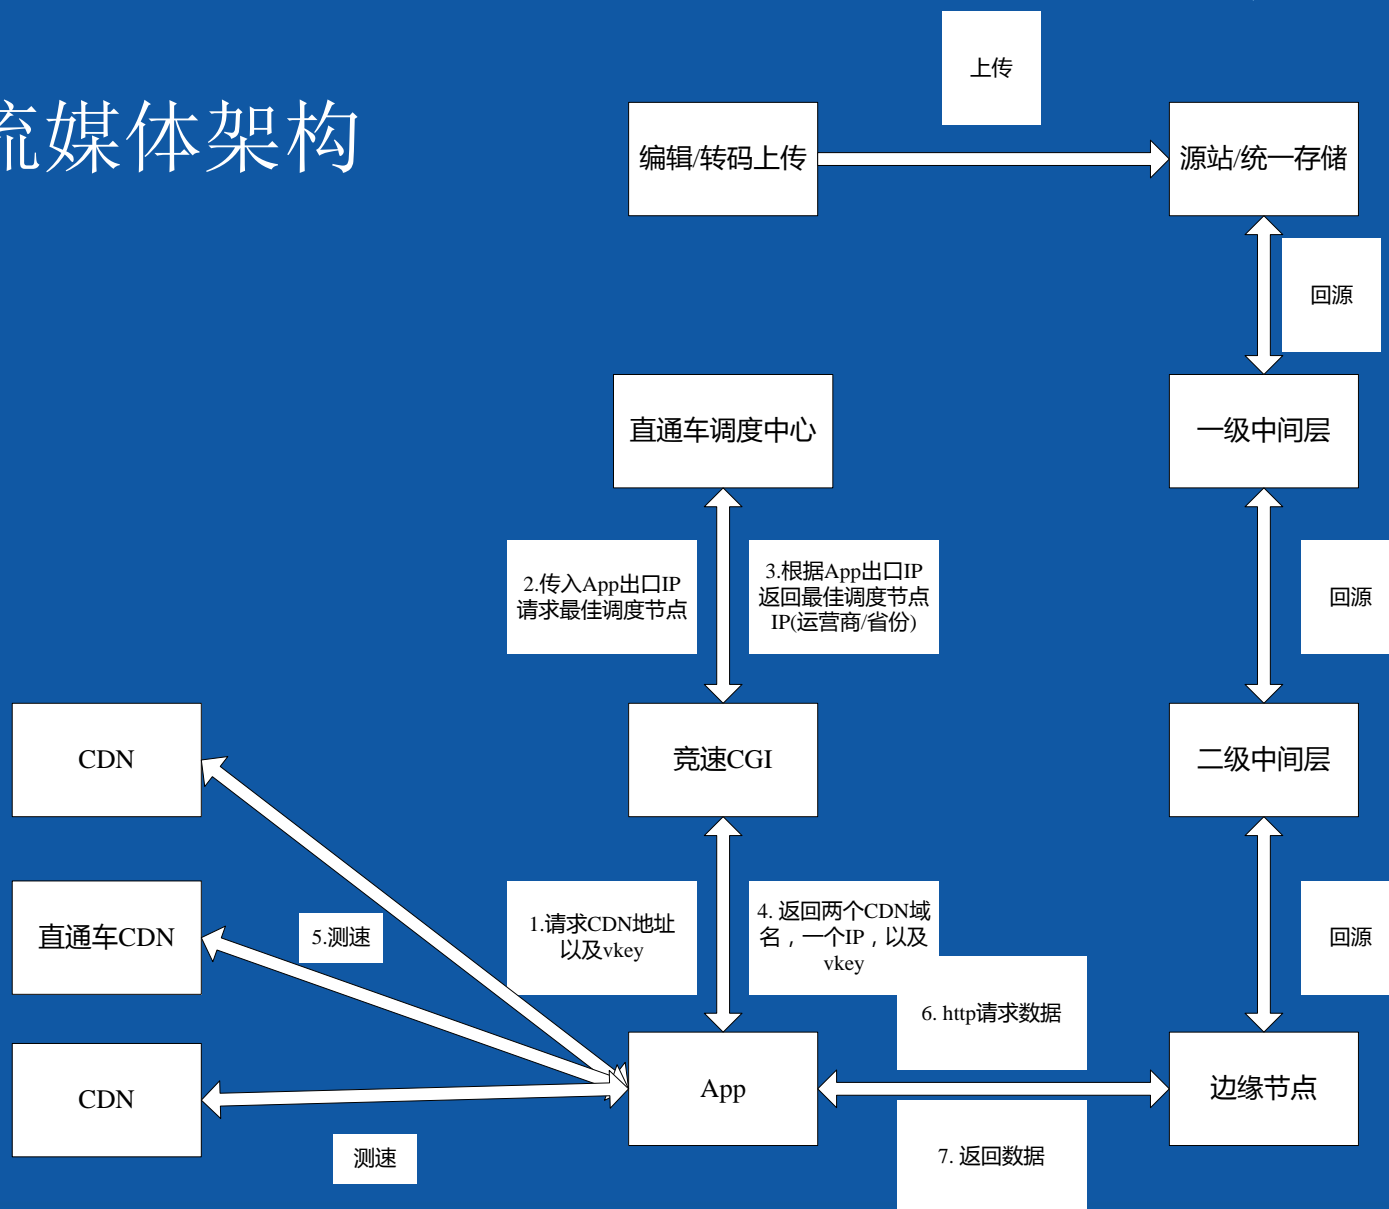 流媒体架构
上传
编辑/转码上传
源站/统一存储
回源
直通车调度中心
一级中间层
2.传入App出口IP
请求最佳调度节点
3.根据App出口IP
返回最佳调度节点
IP(运营商/省份)
回源
CDN
竞速CGI
二级中间层
直通车CDN
5.测速
1.请求CDN地址
以及vkey
4. 返回两个CDN域
名，一个IP，以及
vkey
回源
6. http请求数据
CDN
App
边缘节点
测速
7. 返回数据